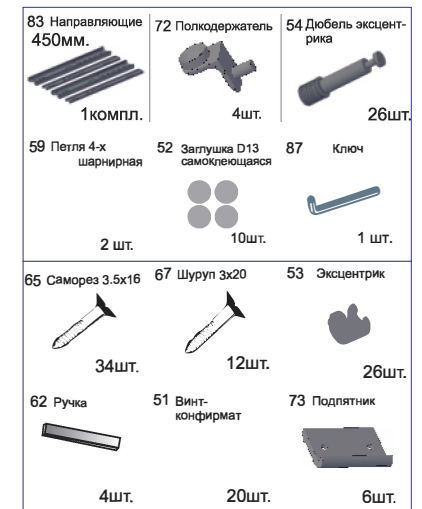 83 Направляющие
450мм.
1компл.
72 Полкодержатель
4шт.
54 Дюбель эксцент-
рика
26шт.
59 Петля 4-х
шарнирная
2 шт.
52 Заглушка D13
самоклеющаяся
10шт.
87 Ключ
1 шт.
65 Саморез 3.5х16
34шт.
67 Шуруп 3х20
12шт.
53 Эксцентрик
26шт.
62 Ручка
4шт.
51 Винт-
конфирмат
20шт.
73 Подпятник
6шт.